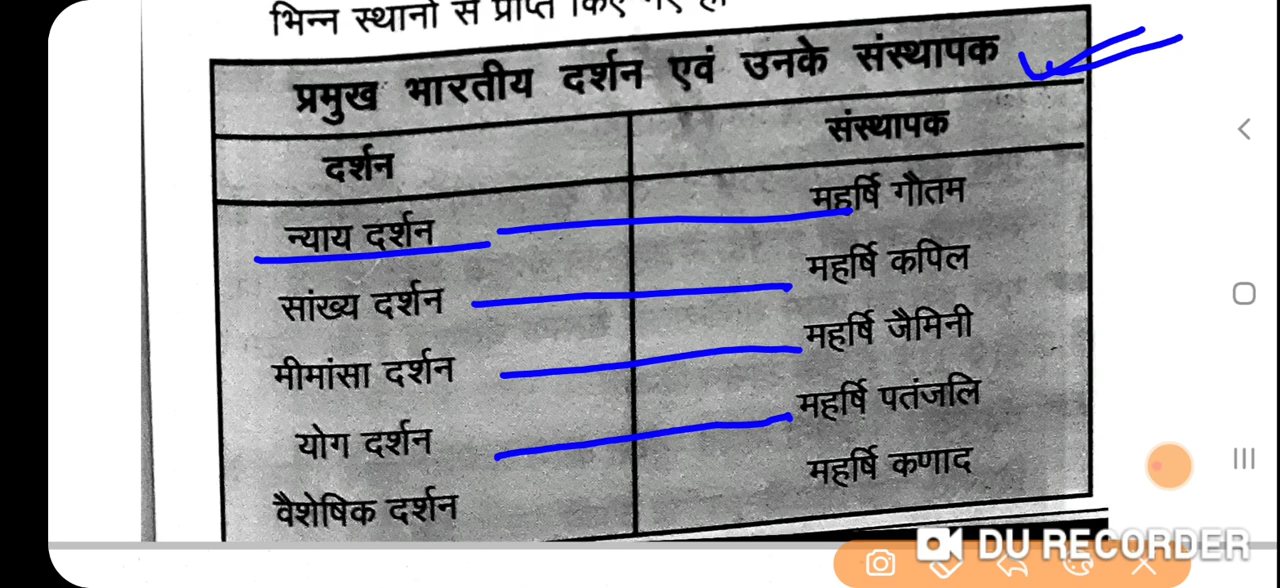 भिन्न स्थानों से प्राप्त किए गए हैं
प्रमुख भारतीय दर्शन एवं उनके संस्थापक
दर्शन संस्थापक
न्याय दर्शन महर्षि गौतम
सांख्य दर्शन महर्षि कपिल
मीमांसा दर्शन महर्षि जैमिनी
योग दर्शन महर्षि पतंजलि
वैशेषिक दर्शन महर्षि कणाद
DU RECORDER